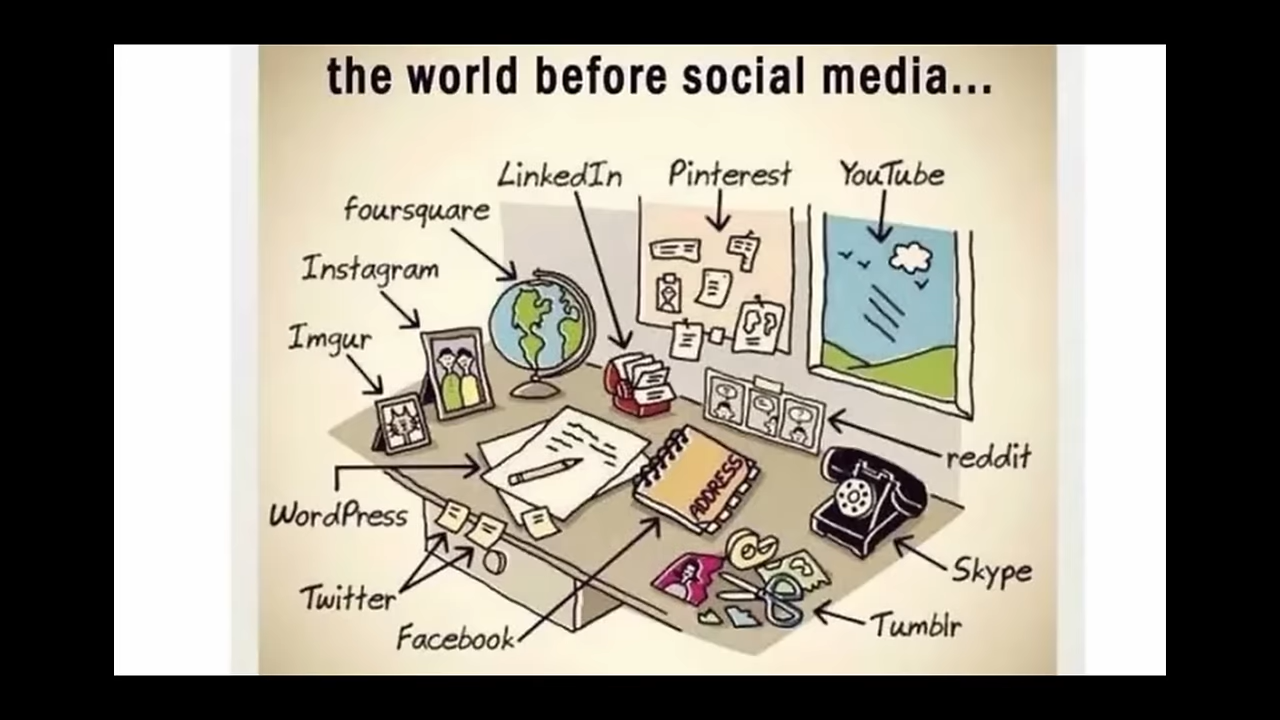 the world before social media...
LinkedIn
Pinterest
YouTube
foursquare
Instagram
Imgur
reddit
ADDRESS
WordPress
Skype
Twitter
Tumblr
Facebook